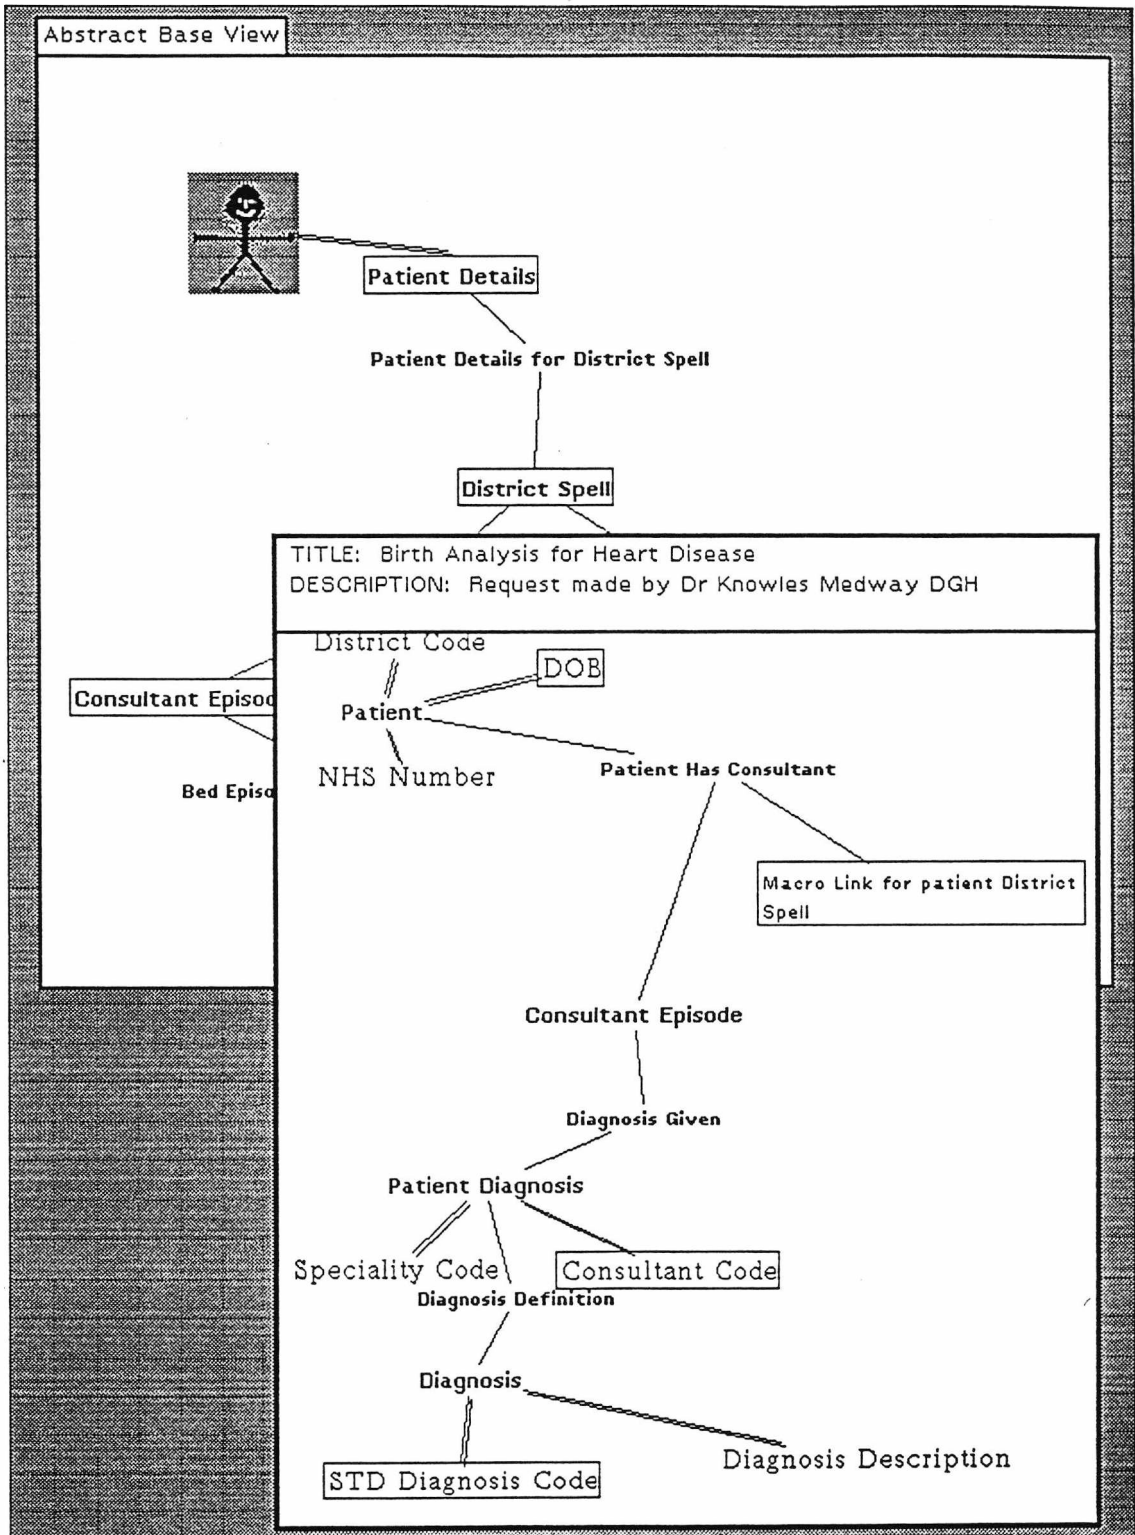 Abstract Base View
Patient Details
Patient Details for District Spell
District Spell
TITLE: Birth Analysis for Heart Disease
DESCRIPTION: Request made by Dr Knowles Medway DGH
District Code
DOB
Consultant Episod
Patient
Patient Has Consultant
NHS Number
Bed Episo
Macro Link for patient District
Spell
Consultant Episode
Diagnosis Given
Patient Diagnosis
Speciality Code
Consultant Code
Diagnosis Definition
Diagnosis
Diagnosis Description
STD Diagnosis Code